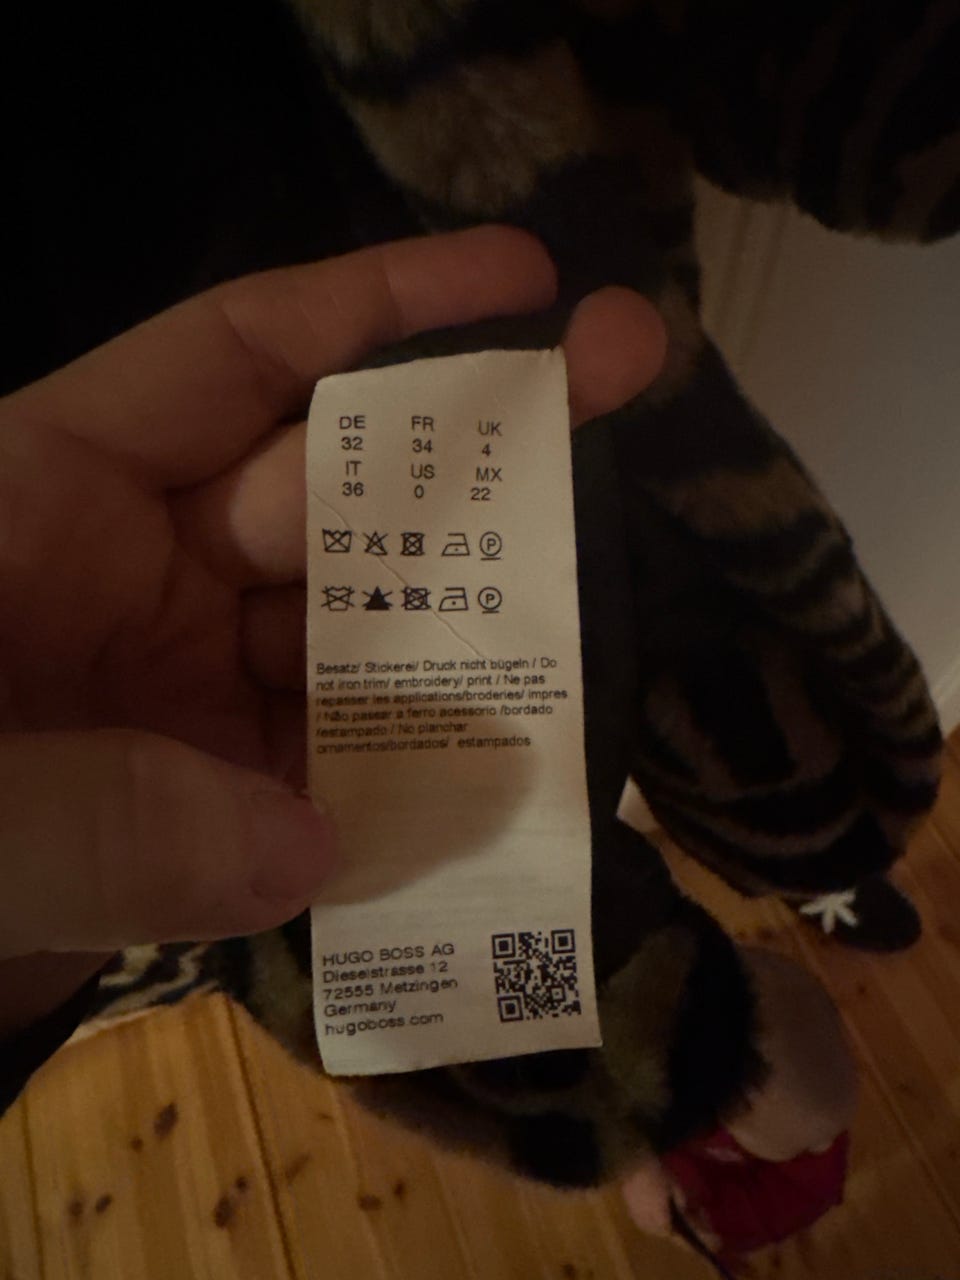 DE FR UK
32 34 4
IT US MX
36 0 22
P
P
Besatz/ Stickerei/ Druck nicht bügeln / Do
not iron trim/ embroidery/ print / Ne pas
repasser les applications/broderies/ impres
/ Não passar a ferro acessorio /bordado
/estampado / No planchar
ornamentos/bordados/ estampados
HUGO BOSS AG
Dieselstrasse 12
72555 Metzingen
Germany
hugoboss.com